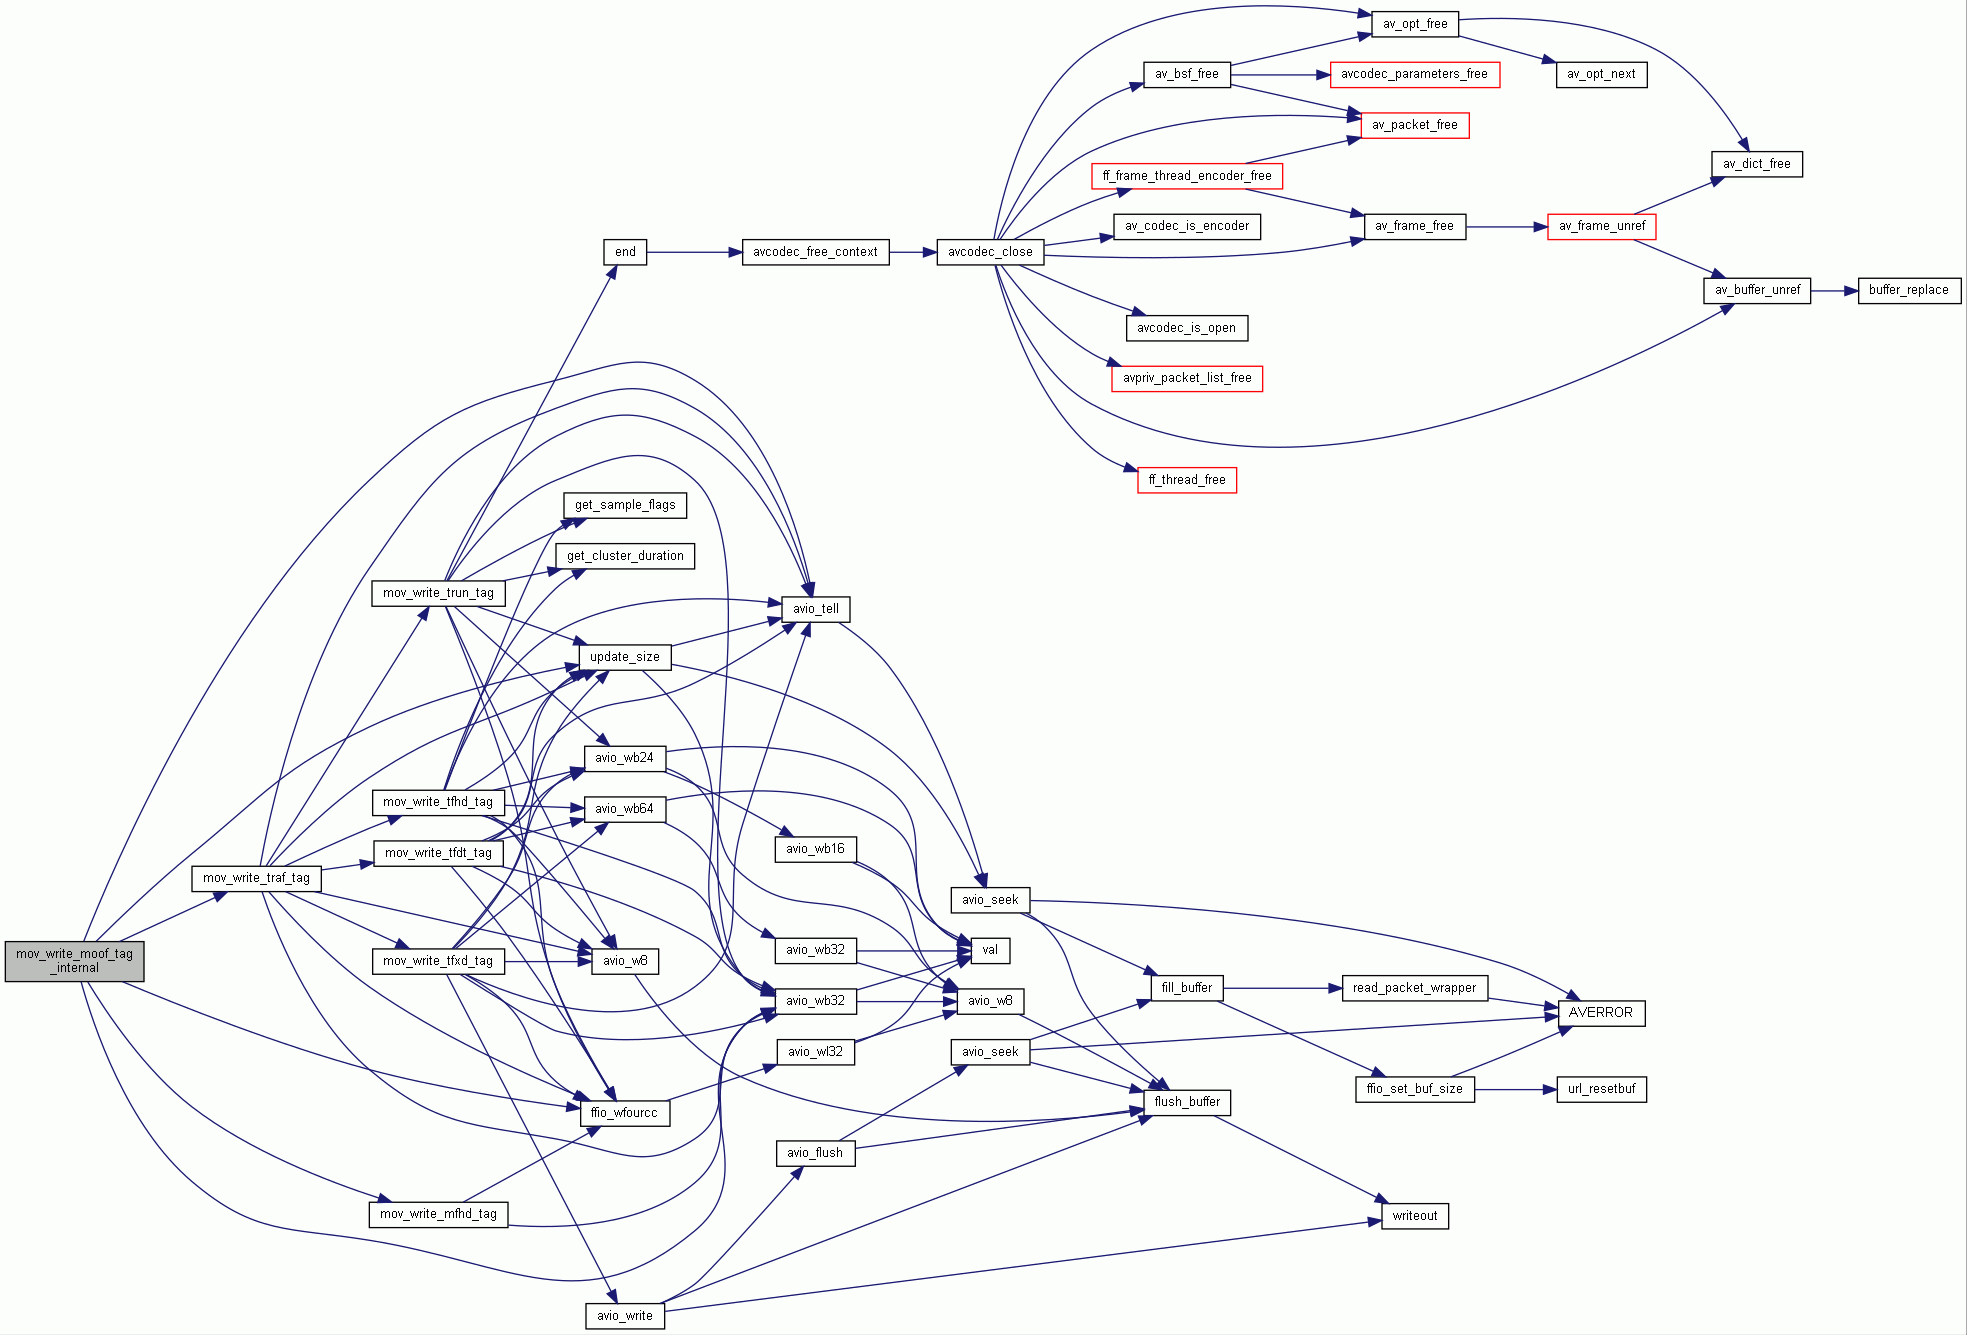 av_opt_free
av_bsf_free
avcodec_parameters_free
av_opt_next
av_packet_free
av_dict_free
ff_frame_thread_encoder_free
av_codec_is_encoder
av_frame_free
av_frame_unref
end
avcodec_free_context
avcodec_close
av_buffer_unref
buffer_replace
avcodec_is_open
avpriv_packet_list_free
ff_thread_free
get_sample_flags
get_cluster_duration
mov_write_trun_tag
avio_tell
update_size
avio_wb24
mov_write_tfhd_tag
avio_wb64
mov_write_tfdt_tag
avio_wb16
mov_write_traf_tag
avio_seek
mov_write_moof_tag
_internal
mov_write_tfxd_tag
avio_w8
avio_wb32
val
fill_buffer
read_packet_wrapper
avio_wb32
avio_w8
AVERROR
avio_wl32
avio_seek
ffio_set_buf_size
url_resetbuf
ffio_wfourcc
flush_buffer
avio_flush
mov_write_mfhd_tag
writeout
avio_write